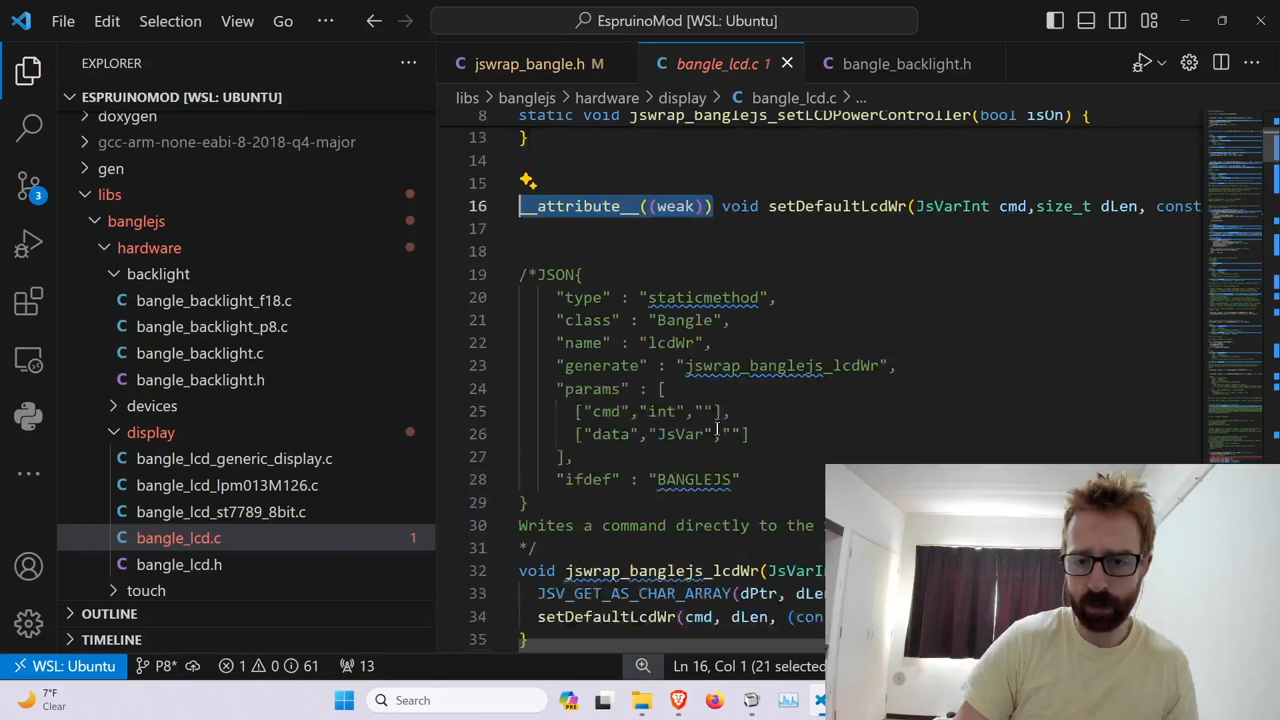 File Edit Selection View Go ... EspruinoMod [WSL: Ubuntu]
EXPLORER
ESPRUINOMOD [WSL: UBUNTU]
doxygen
gcc-arm-none-eabi-8-2018-q4-major
gen
libs
banglejs
hardware
backlight
bangle_backlight_f18.c
bangle_backlight_p8.c
bangle_backlight.c
bangle_backlight.h
devices
display
bangle_lcd_generic_display.c
bangle_lcd_lpm013M126.c
bangle_lcd_st7789_8bit.c
bangle_lcd.c 1
bangle_lcd.h
touch
OUTLINE
TIMELINE
3
jswrap_bangle.h M bangle_lcd.c 1 bangle_backlight.h
libs > banglejs > hardware > display > bangle_lcd.c > ...
8 static void jswrap_banglejs_setLCDPowerController(bool isOn) {
13 }
14
15
16 __attribute__((weak)) void setDefaultLcdWr(JsVarInt cmd,size_t dLen, const
17
18
19 /*JSON{
20 "type" : "staticmethod",
21 "class" : "Bangle",
22 "name" : "lcdWr",
23 "generate" : "jswrap_banglejs_lcdWr",
24 "params" : [
25 ["cmd","int",""],
26 ["data","JsVar",""]
27 ],
28 "ifdef" : "BANGLEJS"
29 }
30 Writes a command directly to the
31 */
32 void jswrap_banglejs_lcdWr(JsVarIn
33 JSV_GET_AS_CHAR_ARRAY(dPtr, dLen
34 setDefaultLcdWr(cmd, dLen, (con
35 }
WSL: Ubuntu P8* 1 0 61 13 Ln 16, Col 1 (21 selected
7°F
Clear
Search